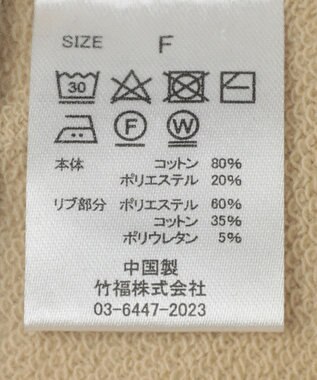 SIZE F
30
F W
本体 コットン 80%
ポリエステル 20%
リブ部分 ポリエステル 60%
コットン 35%
ポリウレタン 5%
中国製
竹福株式会社
03-6447-2023